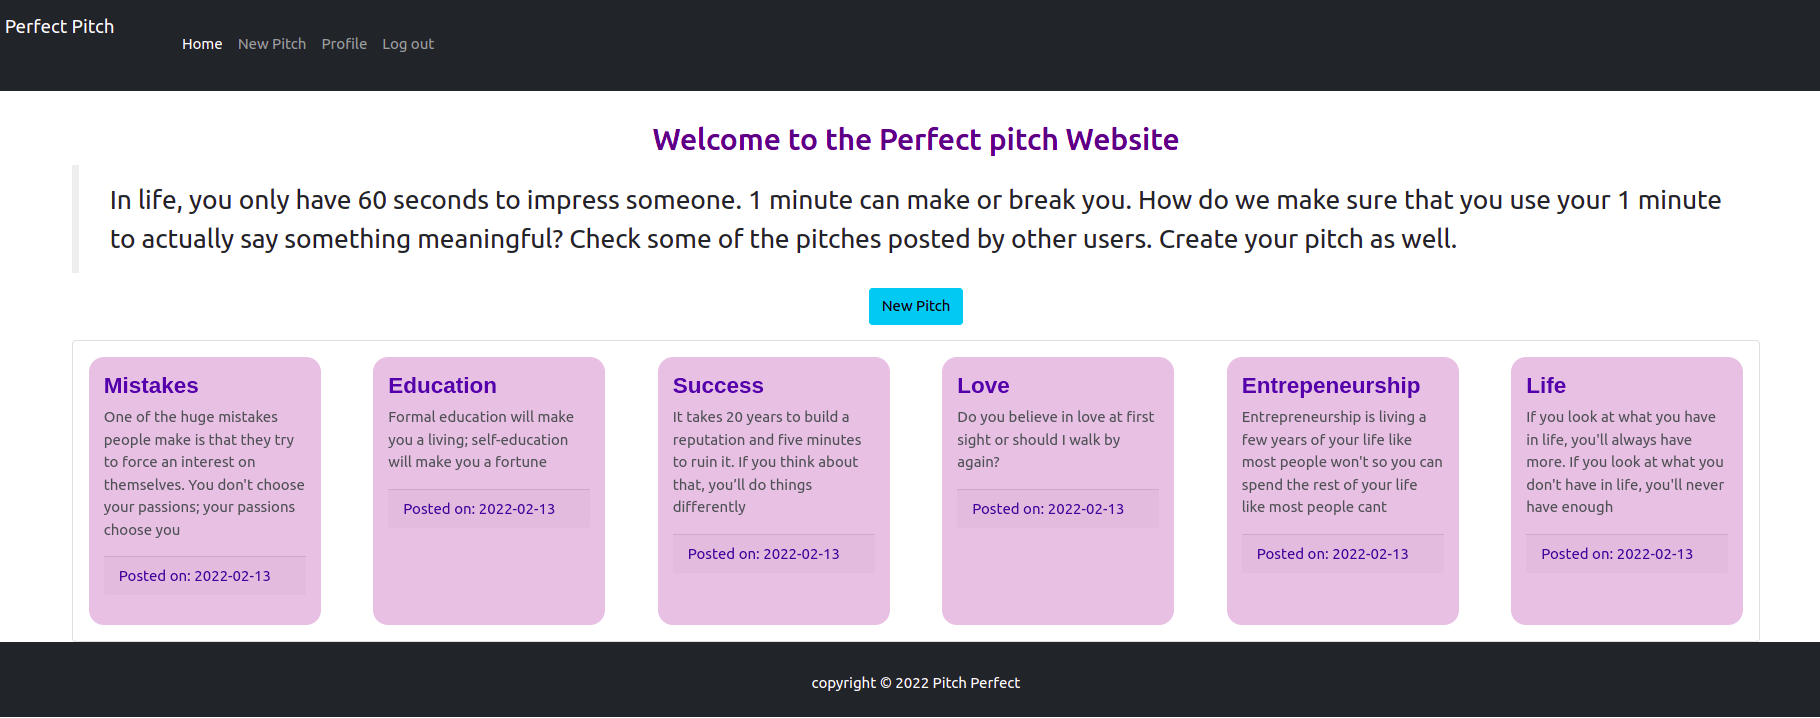 Perfect Pitch
Home New Pitch Profile Log out
Welcome to the Perfect pitch Website
In life, you only have 60 seconds to impress someone. 1 minute can make or break you. How do we make sure that you use your 1 minute
to actually say something meaningful? Check some of the pitches posted by other users. Create your pitch as well.
New Pitch
Mistakes
One of the huge mistakes
people make is that they try
to force an interest on
themselves. You don't choose
your passions; your passions
choose you
Posted on: 2022-02-13
Education
Formal education will make
you a living; self-education
will make you a fortune
Posted on: 2022-02-13
Success
It takes 20 years to build a
reputation and five minutes
to ruin it. If you think about
that, you’ll do things
differently
Posted on: 2022-02-13
Love
Do you believe in love at first
sight or should I walk by
again?
Posted on: 2022-02-13
Entrepeneurship
Entrepreneurship is living a
few years of your life like
most people won't so you can
spend the rest of your life
like most people cant
Posted on: 2022-02-13
Life
If you look at what you have
in life, you'll always have
more. If you look at what you
don't have in life, you'll never
have enough
Posted on: 2022-02-13
copyright © 2022 Pitch Perfect